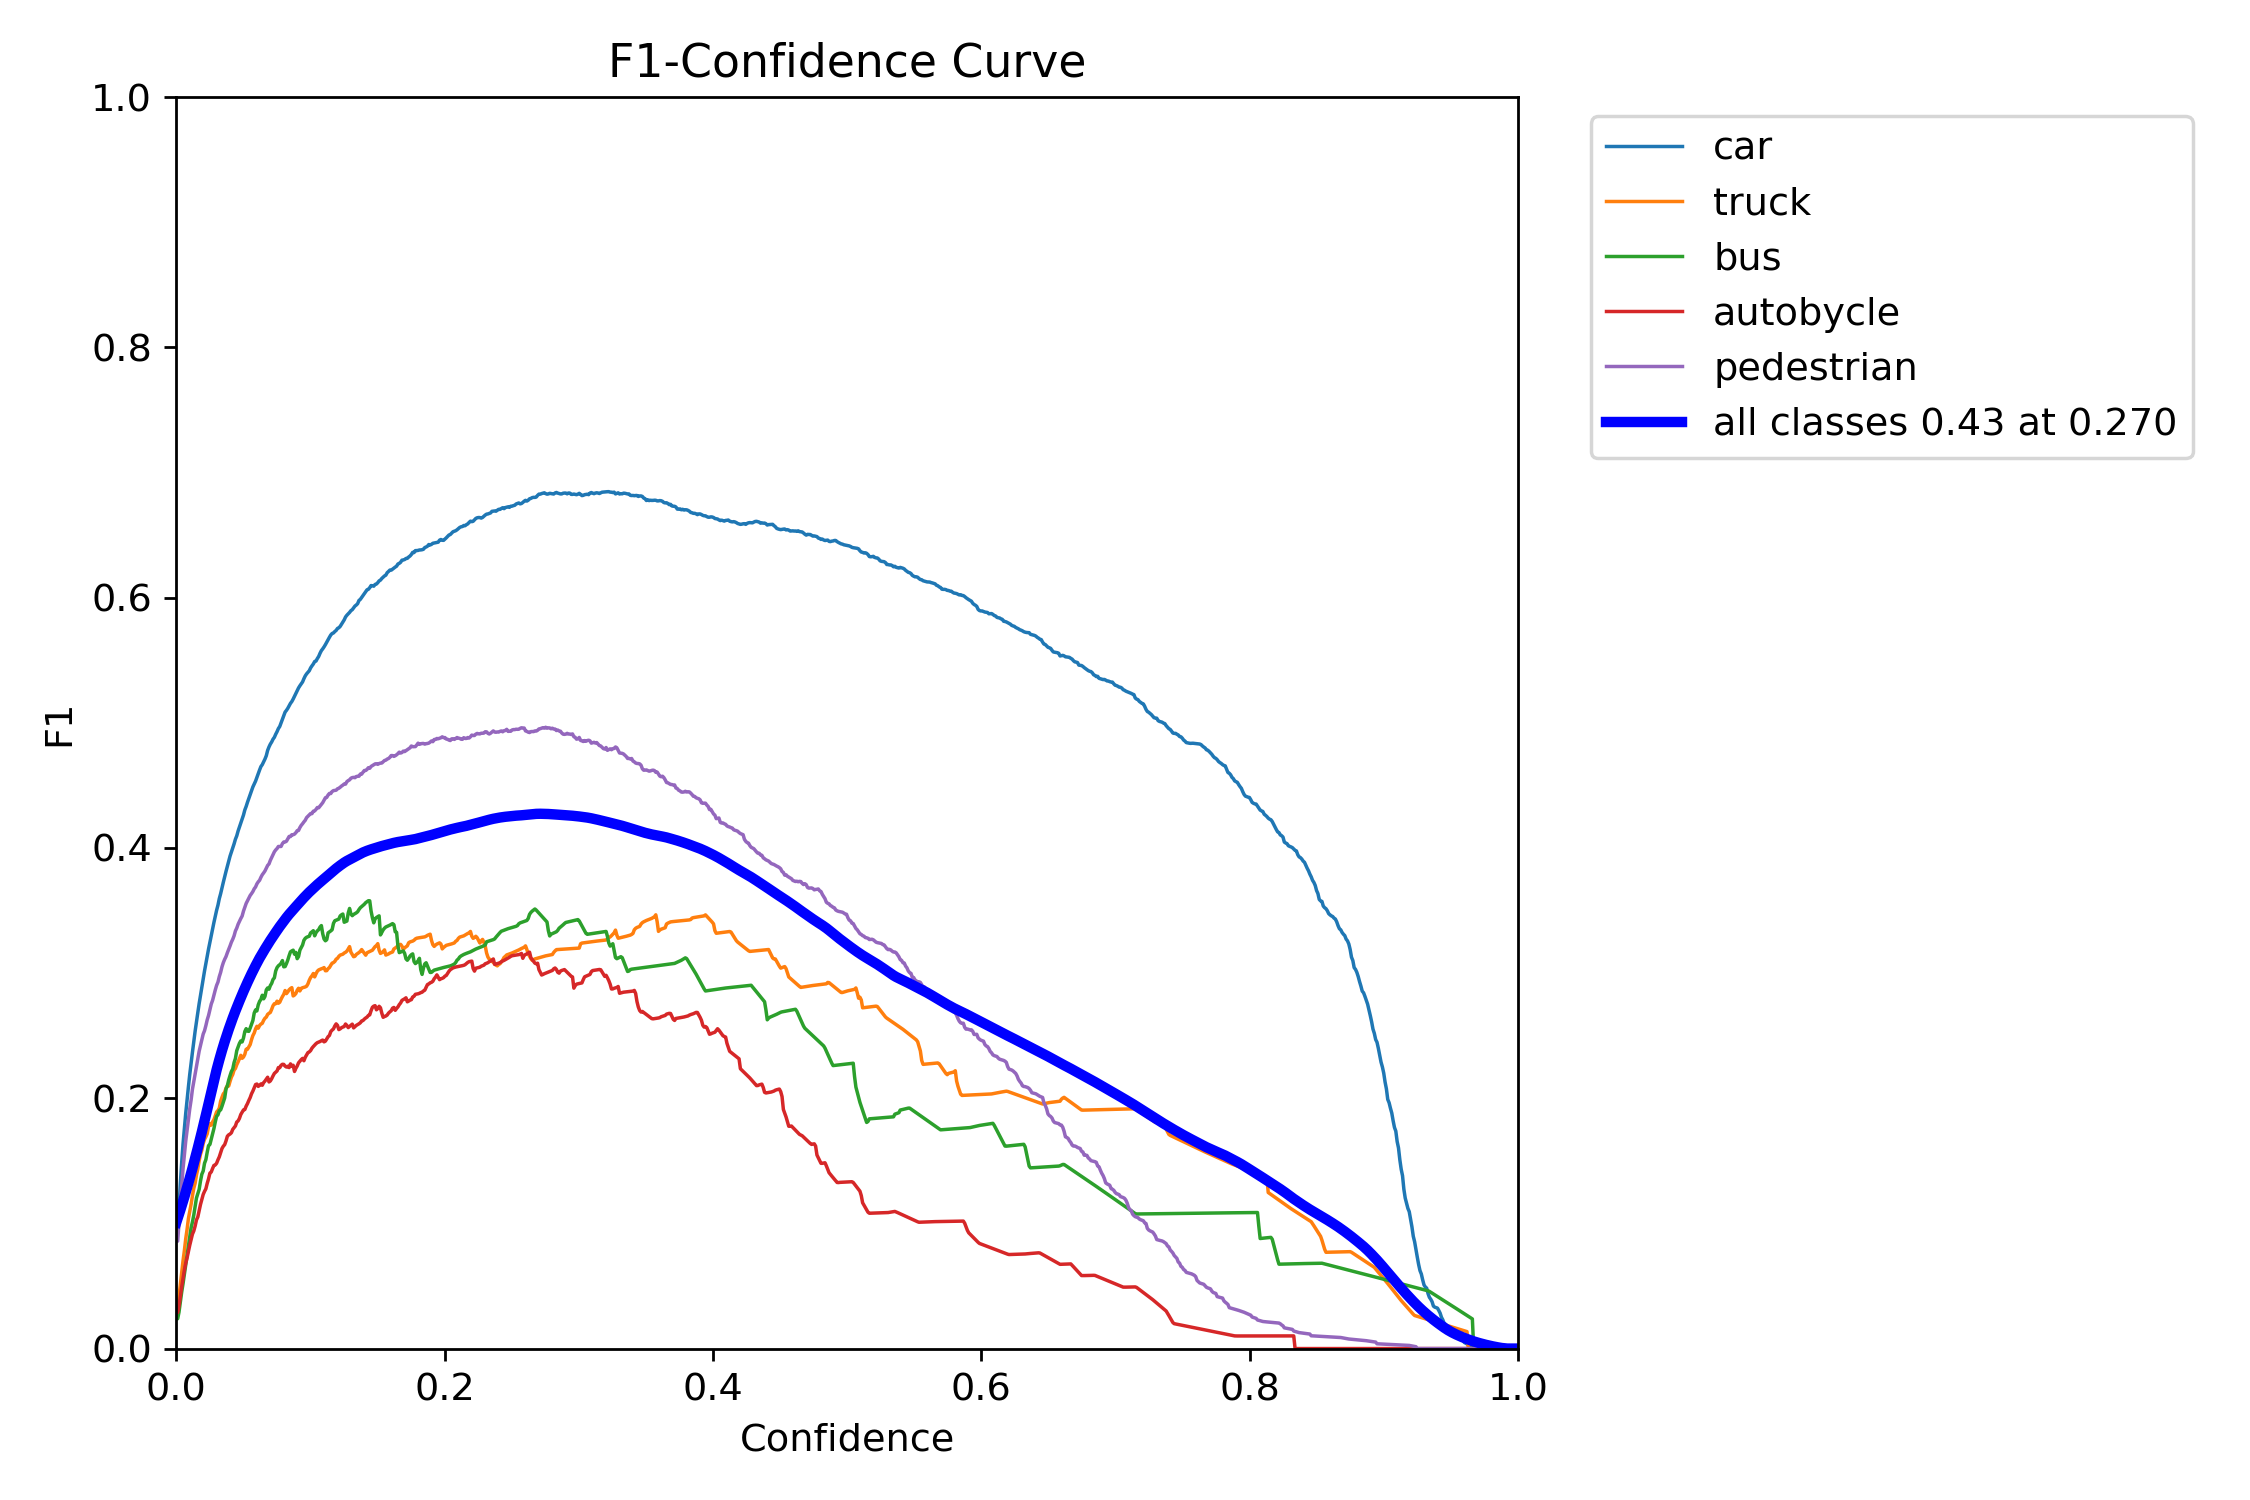 F1-Confidence Curve
1.0
0.8
0.6
0.4
0.2
0.0
F1
0.0 0.2 0.4 0.6 0.8 1.0
Confidence
car
truck
bus
autobycle
pedestrian
all classes 0.43 at 0.270